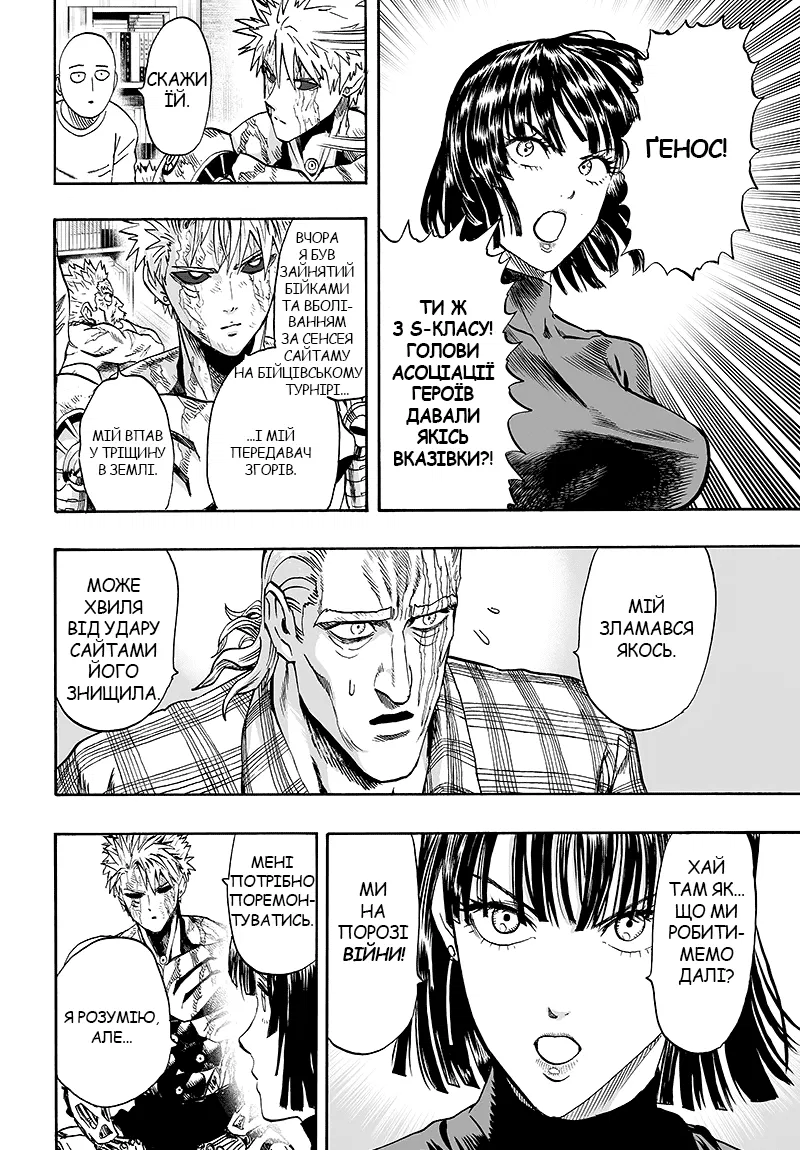 ҐЕНОС!
ТИ Ж
З S-КЛАСУ!
ГОЛОВИ
АСОЦІАЦІЇ
ГЕРОЇВ
ДАВАЛИ
ЯКІСЬ
ВКАЗІВКИ?!
СКАЖИ
ЇЙ.
ВЧОРА
Я БУВ
ЗАЙНЯТИЙ
БІЙКАМИ
ТА ВБОЛІ-
ВАННЯМ
ЗА СЕНСЕЯ
САЙТАМУ
НА БІЙЦІВСЬКОМУ
ТУРНІРІ...
...І МІЙ
ПЕРЕДАВАЧ
ЗГОРІВ.
МІЙ ВПАВ
У ТРІЩИНУ
В ЗЕМЛІ.
МІЙ
ЗЛАМАВСЯ
ЯКОСЬ.
МОЖЕ
ХВИЛЯ
ВІД УДАРУ
САЙТАМИ
ЙОГО
ЗНИЩИЛА.
ХАЙ
ТАМ ЯК...
ЩО МИ
РОБИТИ-
МЕМО
ДАЛІ?
МИ
НА
ПОРОЗІ
ВІЙНИ!
МЕНІ
ПОТРІБНО
ПОРЕМОН-
ТУВАТИСЬ.
Я РОЗУМІЮ,
АЛЕ...